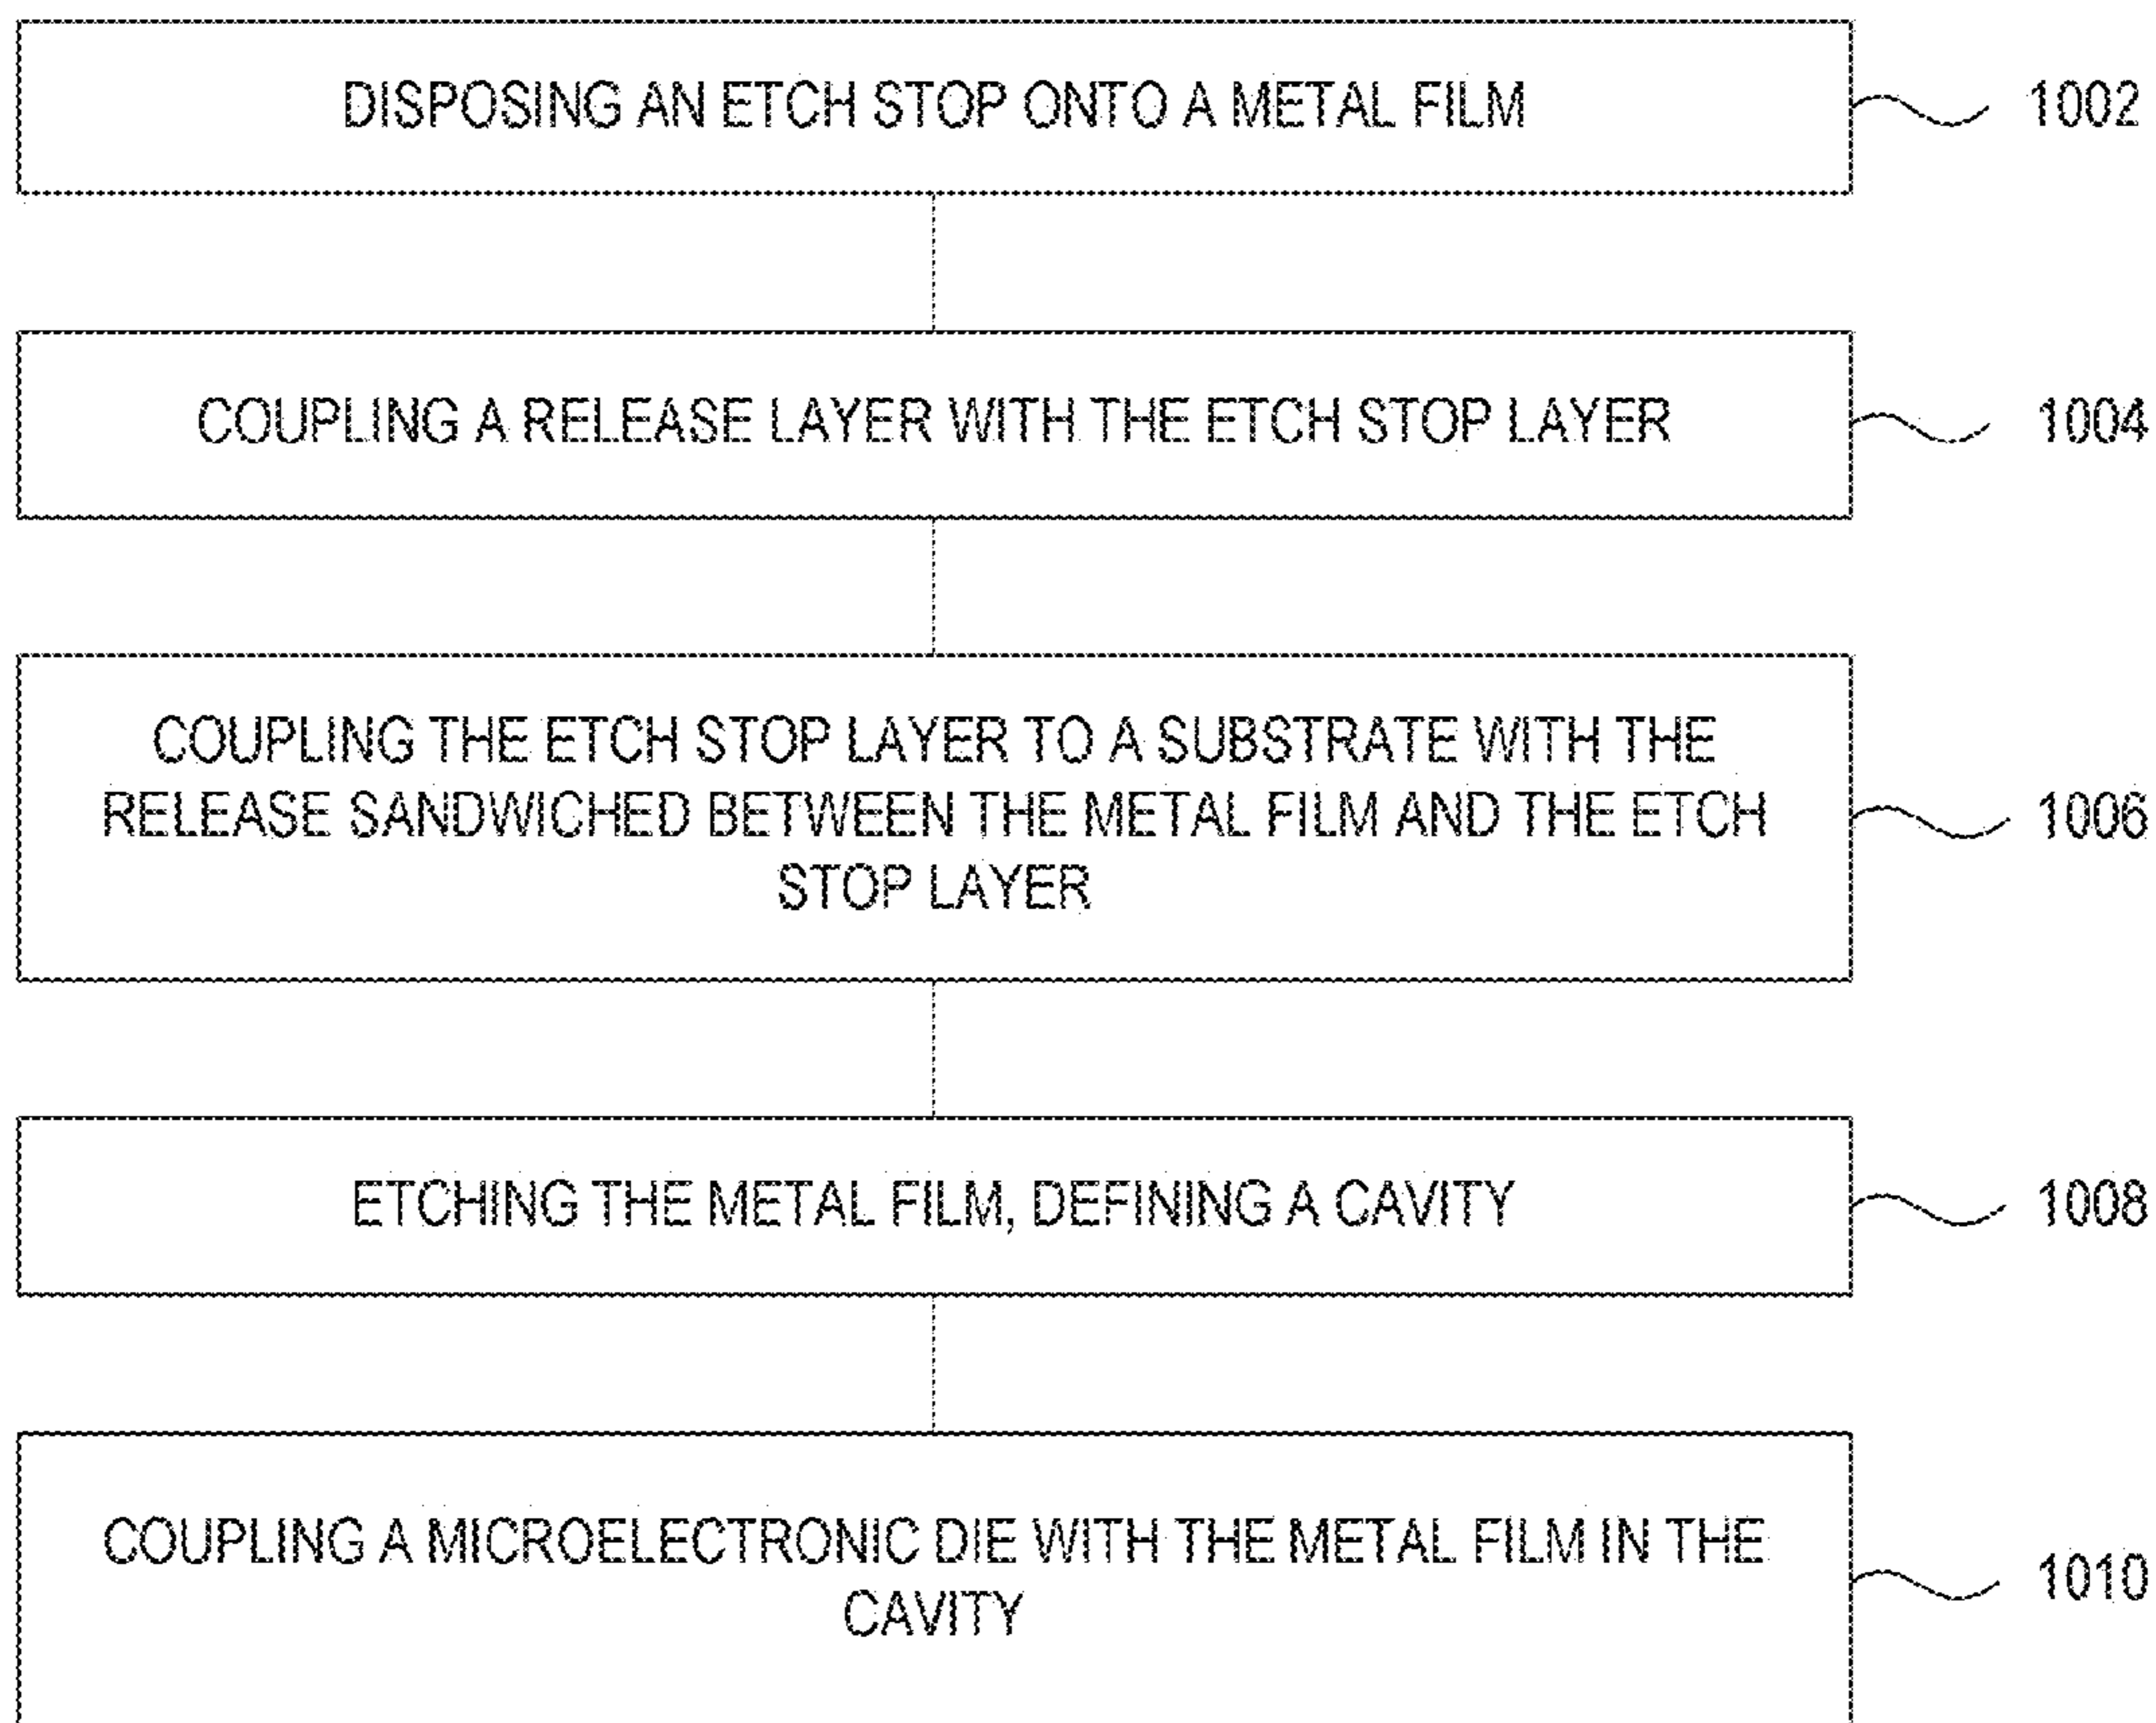 DISPOSING AN ETCH STOP ONTO A METAL FILM
1002
COUPLING A RELEASE LAYER WITH THE ETCH STOP LAYER
1004
COUPLING THE ETCH STOP LAYER TO A SUBSTRATE WITH THE
RELEASE SANDWICHED BETWEEN THE METAL FILM AND THE ETCH
STOP LAYER
1006
ETCHING THE METAL FILM, DEFINING A CAVITY
1008
COUPLING A MICROELECTRONIC DIE WITH THE METAL FILM IN THE
CAVITY
1010